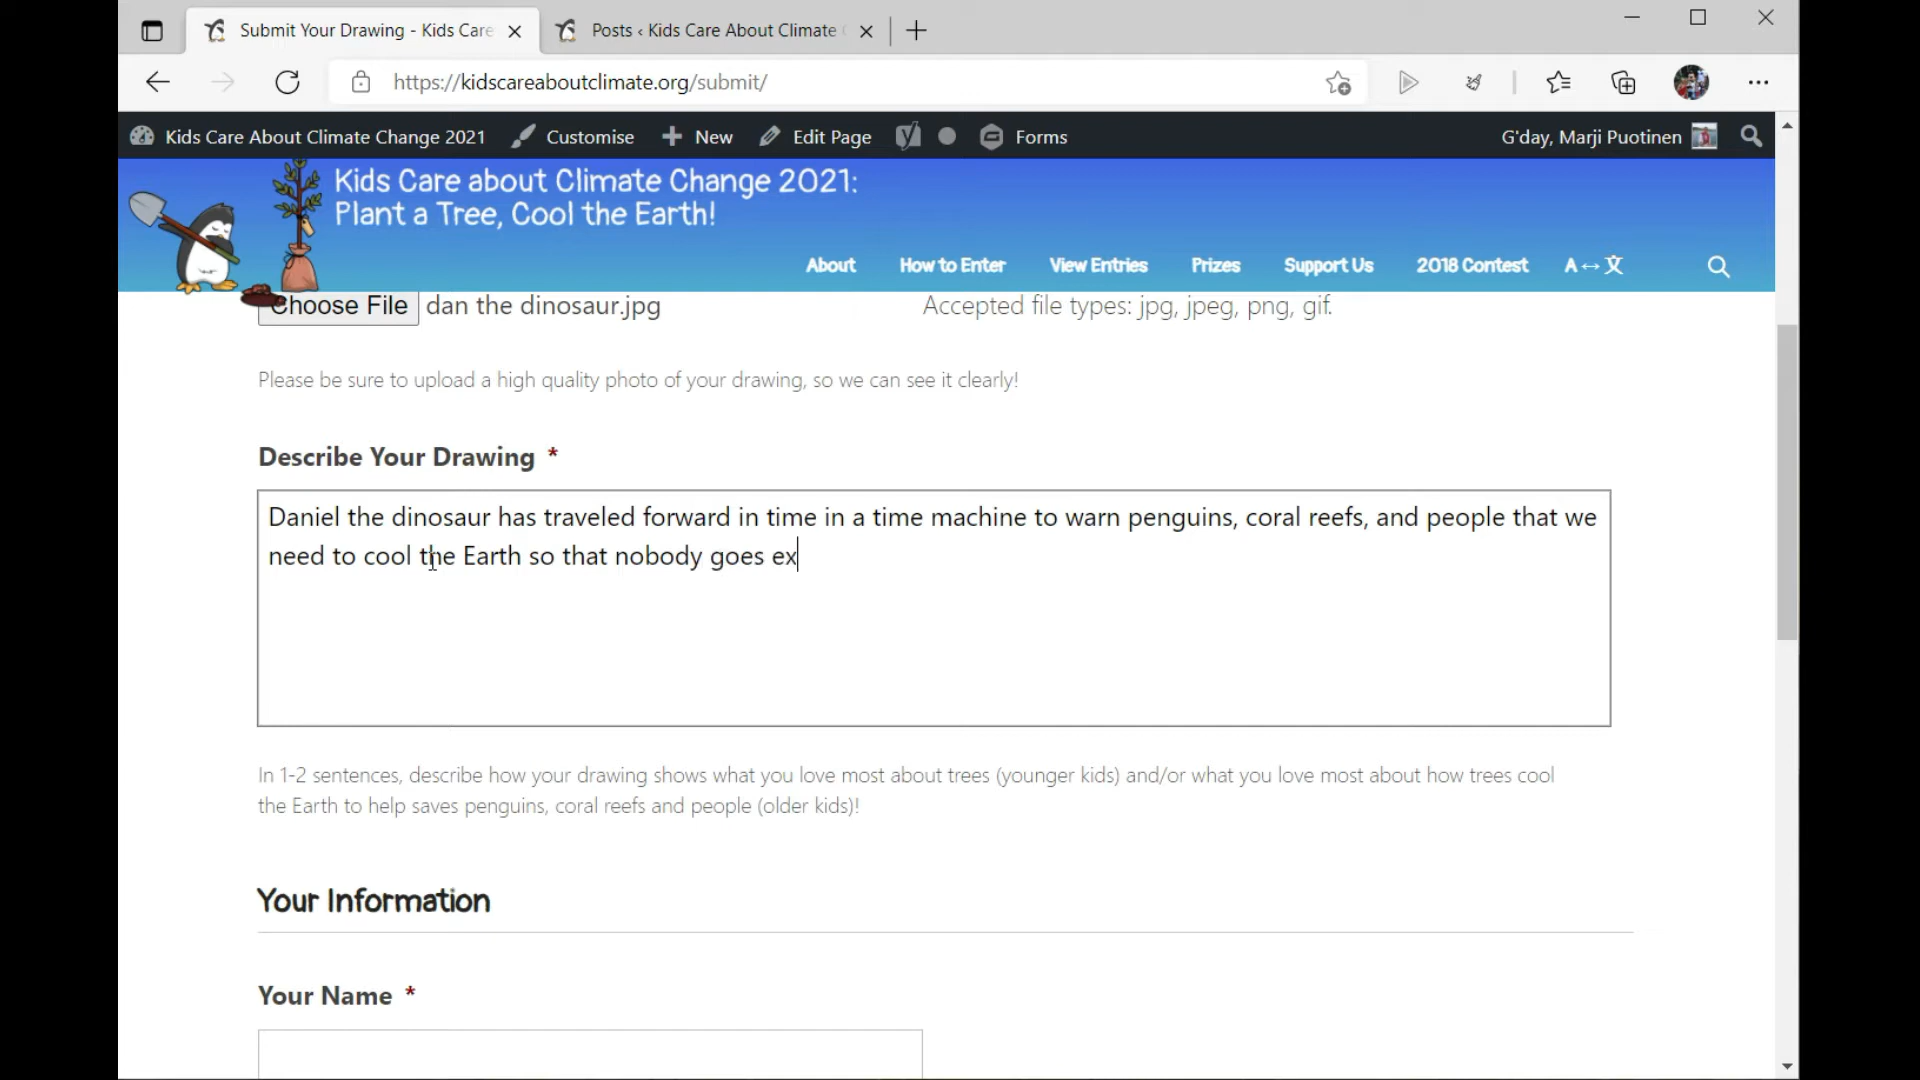 Submit Your Drawing - Kids Care
Posts ‹ Kids Care About Climate
https://kidscareaboutclimate.org/submit/
Kids Care About Climate Change 2021
Customise
New
Edit Page
Forms
G'day, Marji Puotinen
Kids Care about Climate Change 2021:
Plant a Tree, Cool the Earth!
About
How to Enter
View Entries
Prizes
Support Us
2018 Contest
A↔文
Choose File dan the dinosaur.jpg
Accepted file types: jpg, jpeg, png, gif.
Please be sure to upload a high quality photo of your drawing, so we can see it clearly!
Describe Your Drawing *
Daniel the dinosaur has traveled forward in time in a time machine to warn penguins, coral reefs, and people that we
need to cool the Earth so that nobody goes ex
In 1-2 sentences, describe how your drawing shows what you love most about trees (younger kids) and/or what you love most about how trees cool
the Earth to help saves penguins, coral reefs and people (older kids)!
Your Information
Your Name *